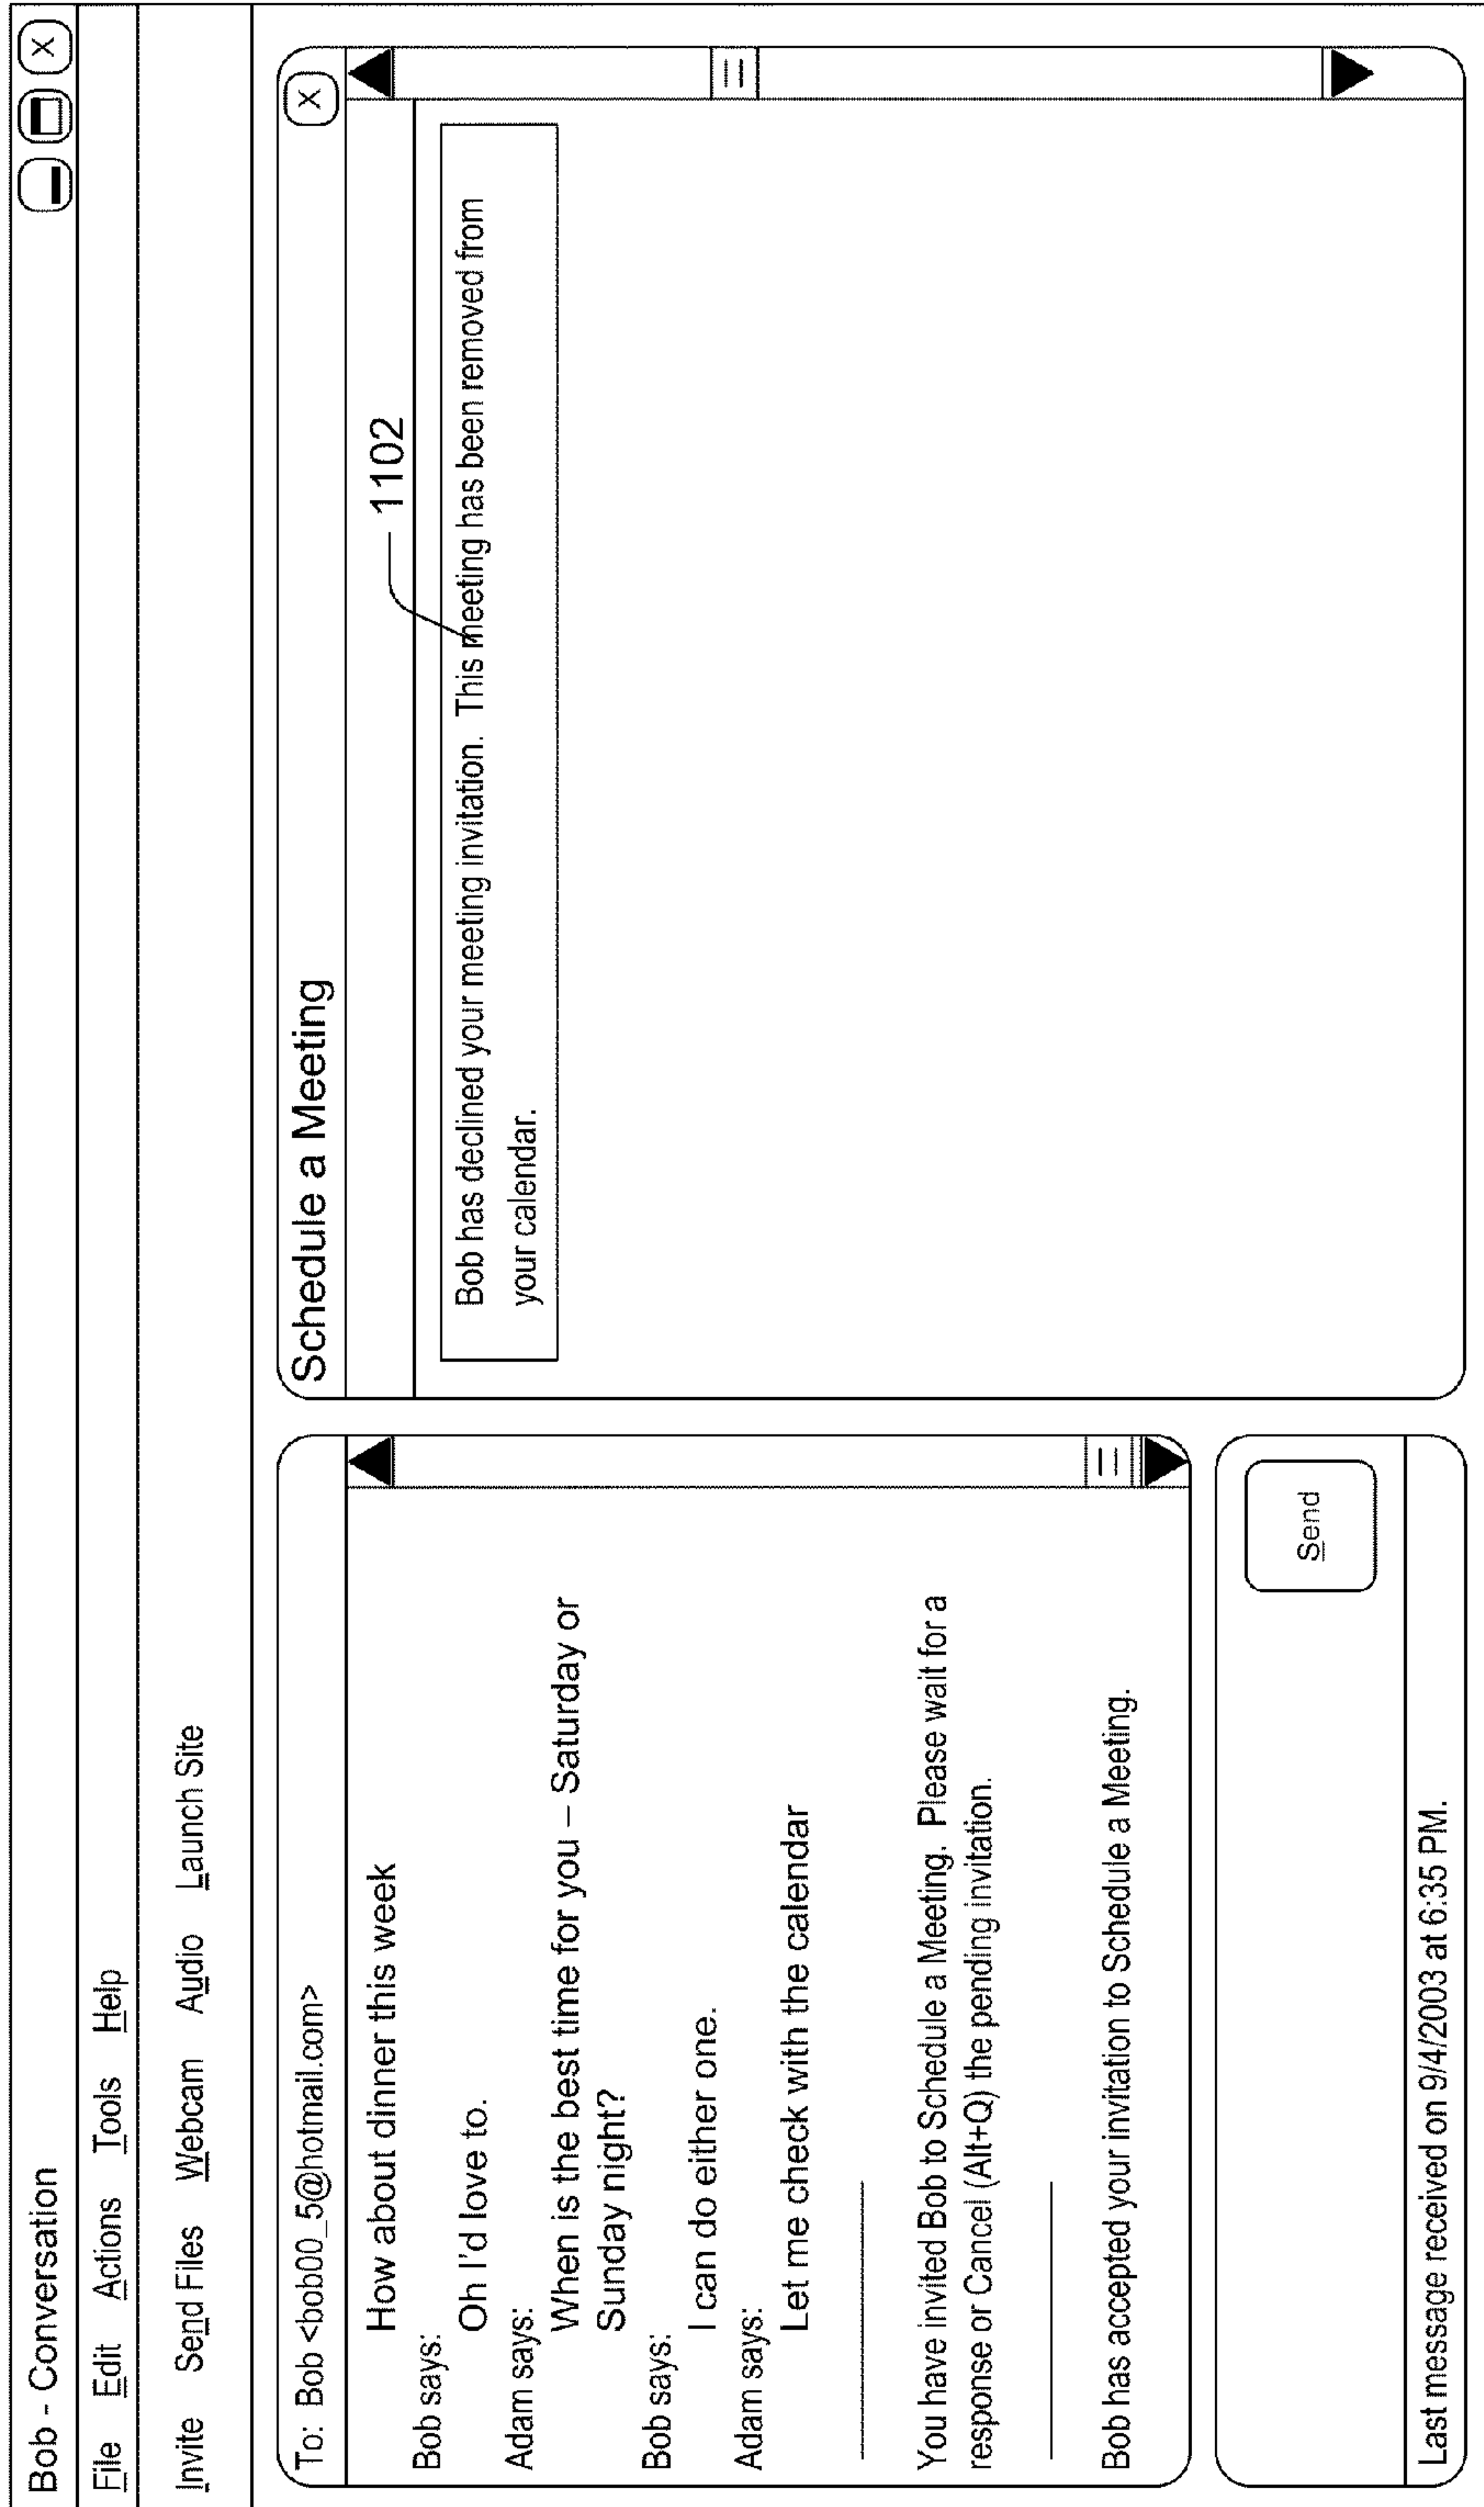 Bob - Conversation
X
File Edit Actions Tools Help
Invite Send Files Webcam Audio Launch Site
To: Bob <bob00_5@hotmail.com>
How about dinner this week
Bob says:
Oh I'd love to.
Adam says:
When is the best time for you – Saturday or
Sunday night?
Bob says:
I can do either one.
Adam says:
Let me check with the calendar
You have invited Bob to Schedule a Meeting. Please wait for a
response or Cancel (Alt+Q) the pending invitation.
Bob has accepted your invitation to Schedule a Meeting.
Send
Last message received on 9/4/2003 at 6:35 PM.
Schedule a Meeting
X
1102
Bob has declined your meeting invitation. This meeting has been removed from
your calendar.